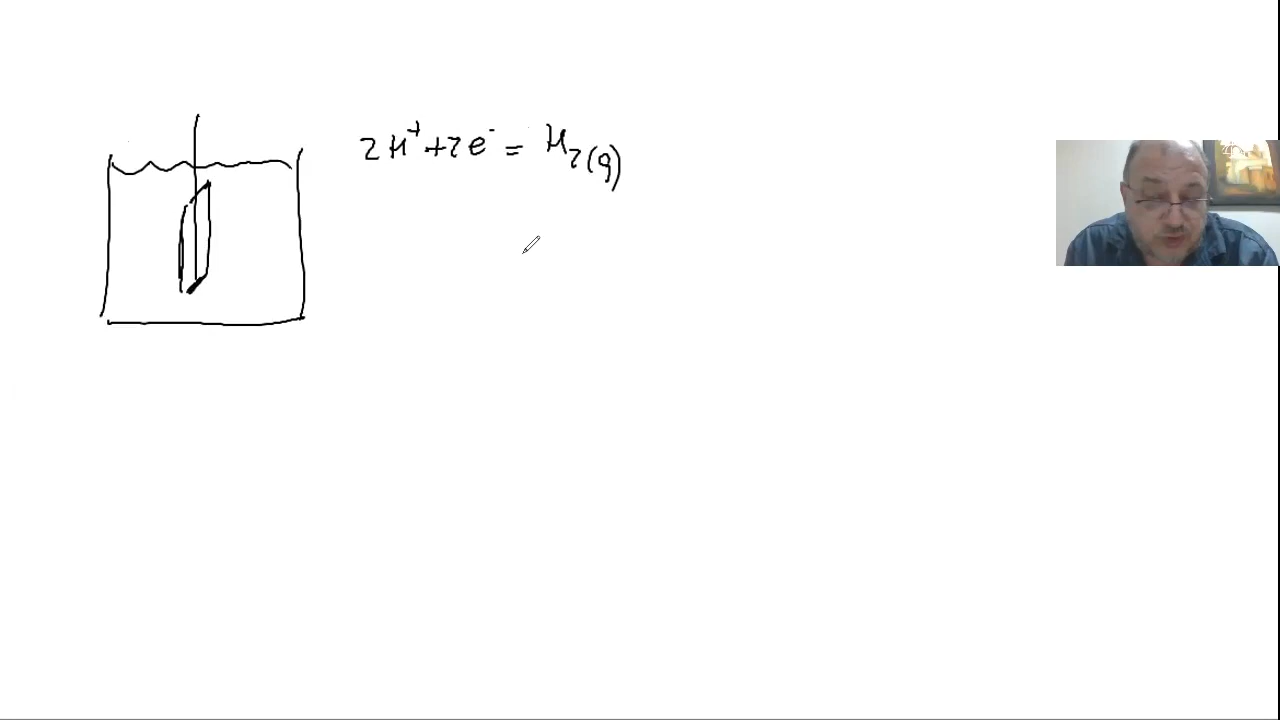 2H⁺+2e⁻ = H₂(g)